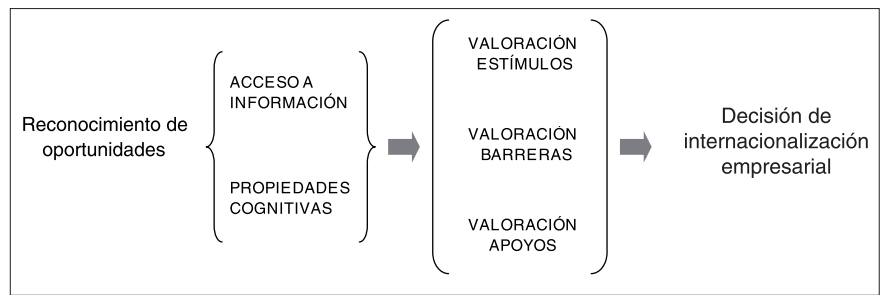 Reconocimiento de
oportunidades
ACCESO A
INFORMACIÓN
PROPIEDADES
COGNITIVAS
VALORACIÓN
ESTÍMULOS
VALORACIÓN
BARRERAS
VALORACIÓN
APOYOS
Decisión de
internacionalización
empresarial